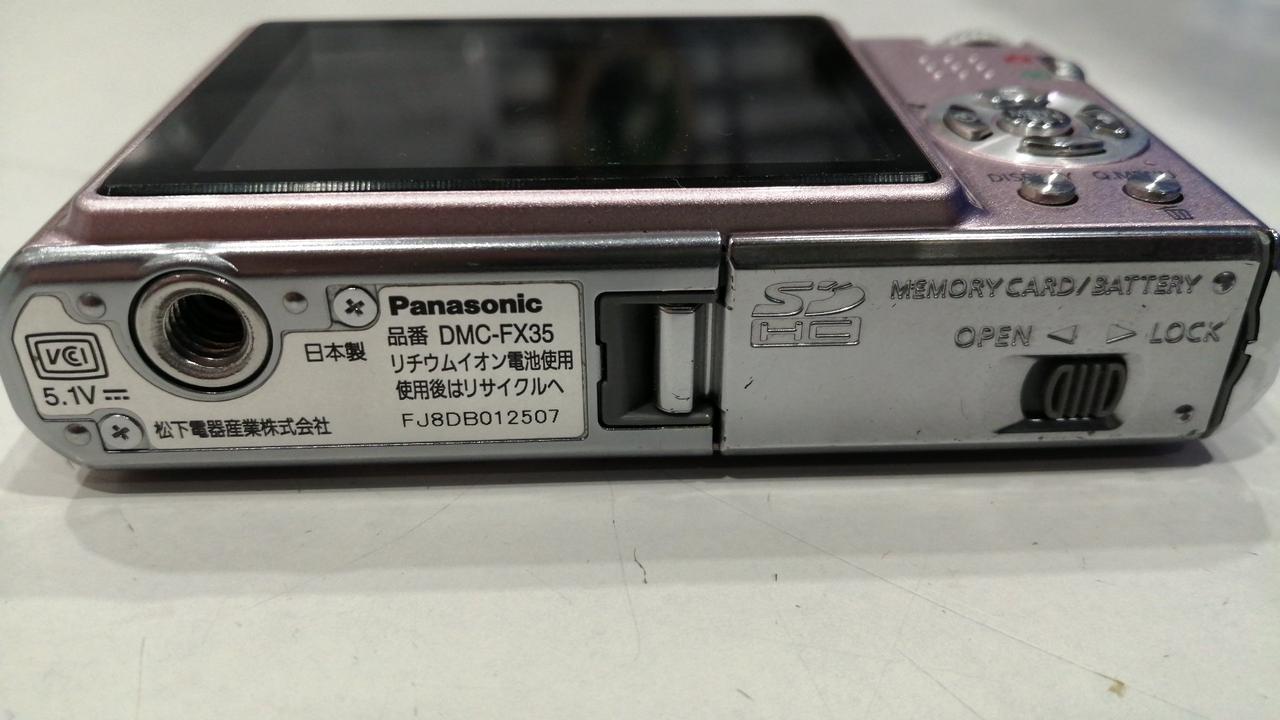 DISPLAY
Q.MENU
Panasonic
品番 DMC-FX35
リチウムイオン電池使用
使用後はリサイクルへ
FJ8DB012507
日本製
VCI
5.1V
松下電器産業株式会社
SD
HC
MEMORY CARD/BATTERY
OPEN ◁ ▷ LOCK